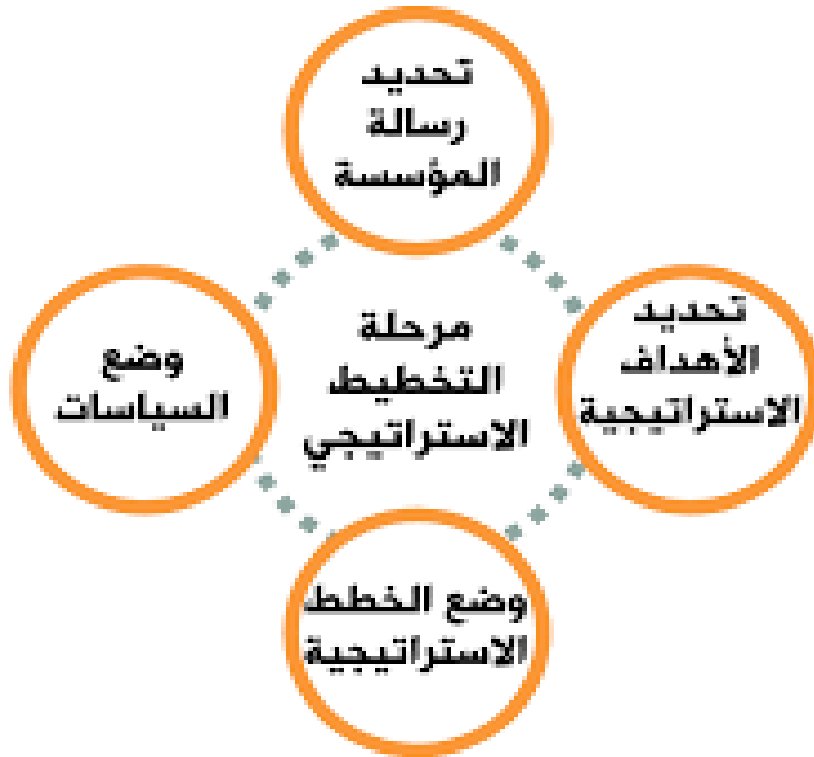 تحديد
رسالة
المؤسسة
تحديد
الأهداف
الاستراتيجية
مرحلة
التخطيط
الاستراتيجي
وضع
السياسات
وضع الخطط
الاستراتيجية